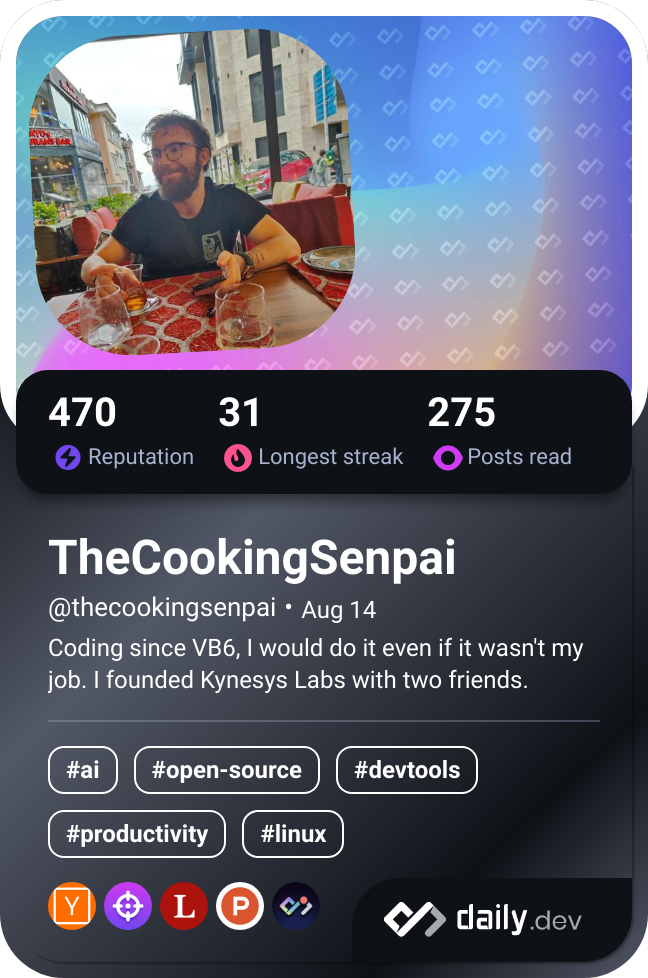 470 31 275
Reputation Longest streak Posts read
TheCookingSenpai
@thecookingsenpai • Aug 14
Coding since VB6, I would do it even if it wasn't my
job. I founded Kynesys Labs with two friends.
#ai #open-source #devtools
#productivity #linux
Y L P
daily.dev